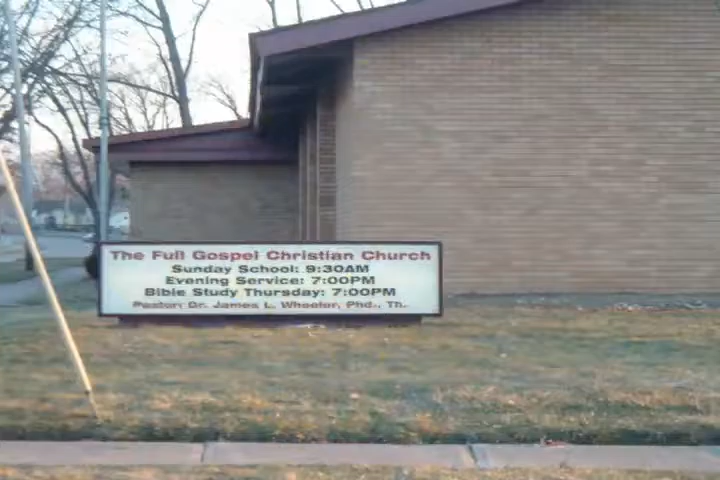 The Full Gospel Christian Church
Sunday School: 9:30AM
Evening Service: 7:00PM
Bible Study Thursday: 7:00PM
Pastor: Dr. James L. Wheeler, Phd., Th.